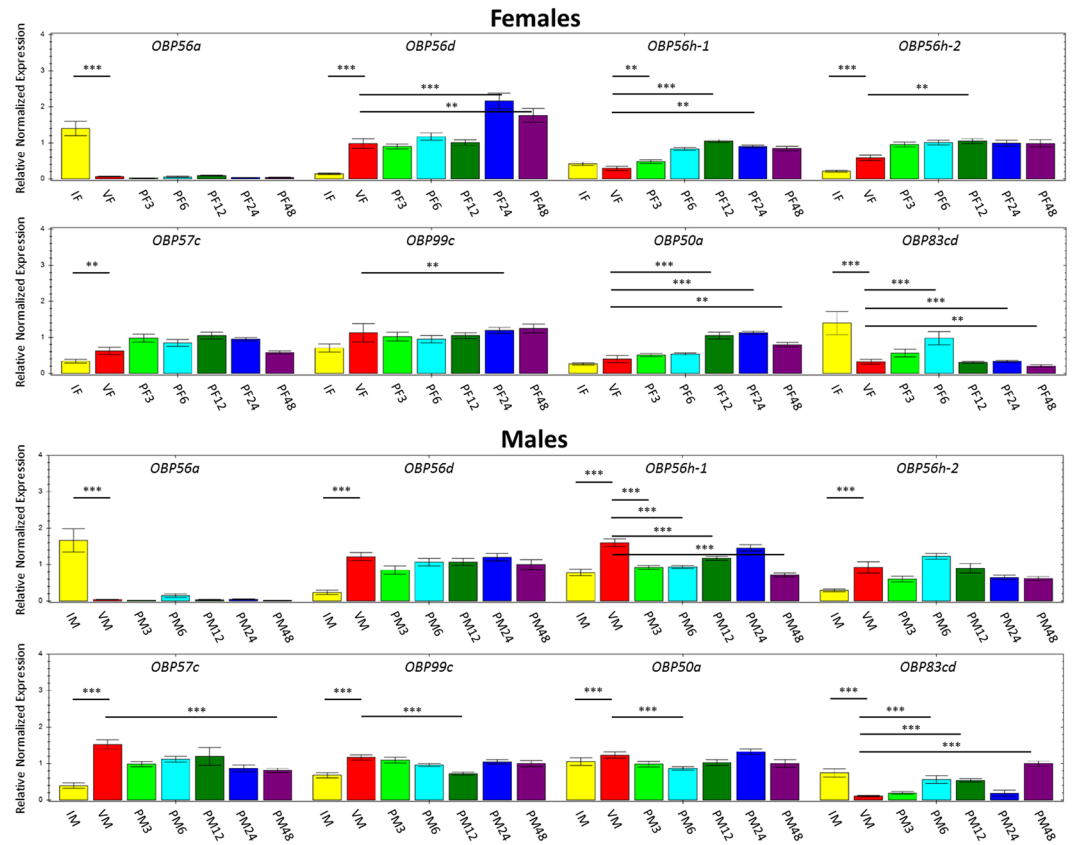 Females
Relative Normalized Expression
4
3
2
1
0
OBP56a
OBP56d
OBP56h-1
OBP56h-2
***
***
***
**
**
***
**
***
**
IF VF PF3 PF6 PF12 PF24 PF48
IF VF PF3 PF6 PF12 PF24 PF48
IF VF PF3 PF6 PF12 PF24 PF48
IF VF PF3 PF6 PF12 PF24 PF48
Relative Normalized Expression
4
3
2
1
0
OBP57c
OBP99c
OBP50a
OBP83cd
**
**
***
***
**
***
***
***
**
IF VF PF3 PF6 PF12 PF24 PF48
IF VF PF3 PF6 PF12 PF24 PF48
IF VF PF3 PF6 PF12 PF24 PF48
IF VF PF3 PF6 PF12 PF24 PF48
Males
Relative Normalized Expression
4
3
2
1
0
OBP56a
OBP56d
OBP56h-1
OBP56h-2
***
***
***
***
***
***
***
***
IM VM PM3 PM6 PM12 PM24 PM48
IM VM PM3 PM6 PM12 PM24 PM48
IM VM PM3 PM6 PM12 PM24 PM48
IM VM PM3 PM6 PM12 PM24 PM48
Relative Normalized Expression
4
3
2
1
0
OBP57c
OBP99c
OBP50a
OBP83cd
***
***
***
***
***
***
***
***
***
***
IM VM PM3 PM6 PM12 PM24 PM48
IM VM PM3 PM6 PM12 PM24 PM48
IM VM PM3 PM6 PM12 PM24 PM48
IM VM PM3 PM6 PM12 PM24 PM48